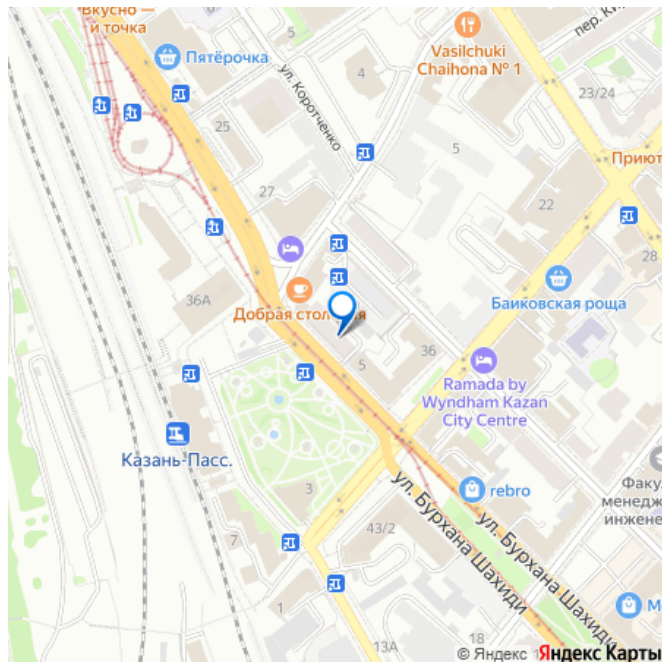 Вкусно —
и точка
пер. Ки
Пятёрочка
Vasilchuki
Chaihona № 1
ул. Коротченко
4
23/24
25
5
Приют
27
22
28
36А
Добрая столовая
Баиковская роща
36
5
Ramada by
Wyndham Kazan
City Centre
Казань-Пасс.
3
rebro
Факу
менедж
инжене
ул. Бурхана Шахиди
ул. Бурхана Шахиди
43/2
7
1
М
13А
18
© Яндекс
Яндекс Карты